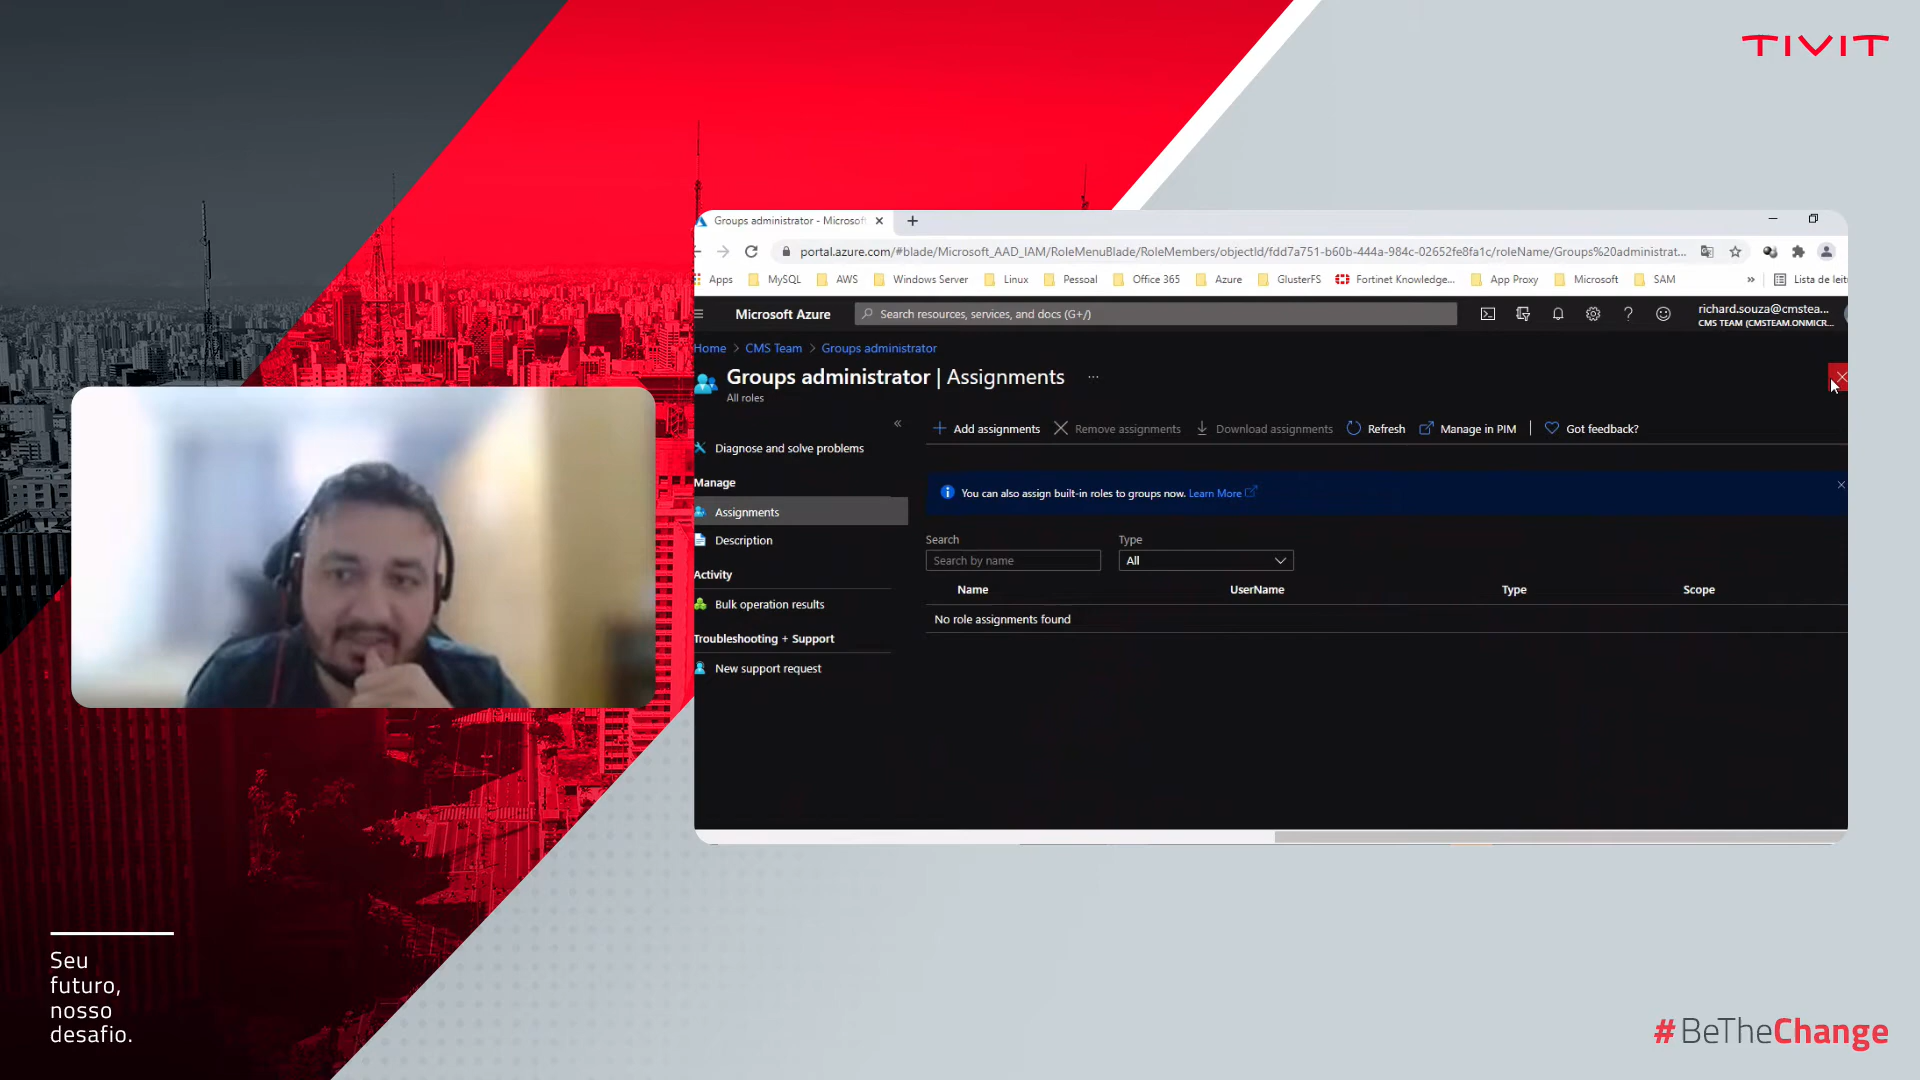 TIVIT
Groups administrator - Microsof
portal.azure.com/#blade/Microsoft_AAD_IAM/RoleMenuBlade/RoleMembers/objectId/fdd7a751-b60b-444a-984c-02652fe8fa1c/roleName/Groups%20administrat...
Apps MySQL AWS Windows Server Linux Pessoal Office 365 Azure GlusterFS Fortinet Knowledge... App Proxy Microsoft SAM » Lista de leit
Microsoft Azure
Search resources, services, and docs (G+/)
richard.souza@cmstea...
CMS TEAM (CMSTEAM.ONMICR...
Home > CMS Team > Groups administrator
Groups administrator | Assignments ...
All roles
«
Diagnose and solve problems
Manage
Assignments
Description
Activity
Bulk operation results
Troubleshooting + Support
New support request
Add assignments Remove assignments Download assignments Refresh Manage in PIM | Got feedback?
You can also assign built-in roles to groups now. Learn More
Search Type
Search by name All
Name UserName Type Scope
No role assignments found
Seu
futuro,
nosso
desafio.
#BeTheChange